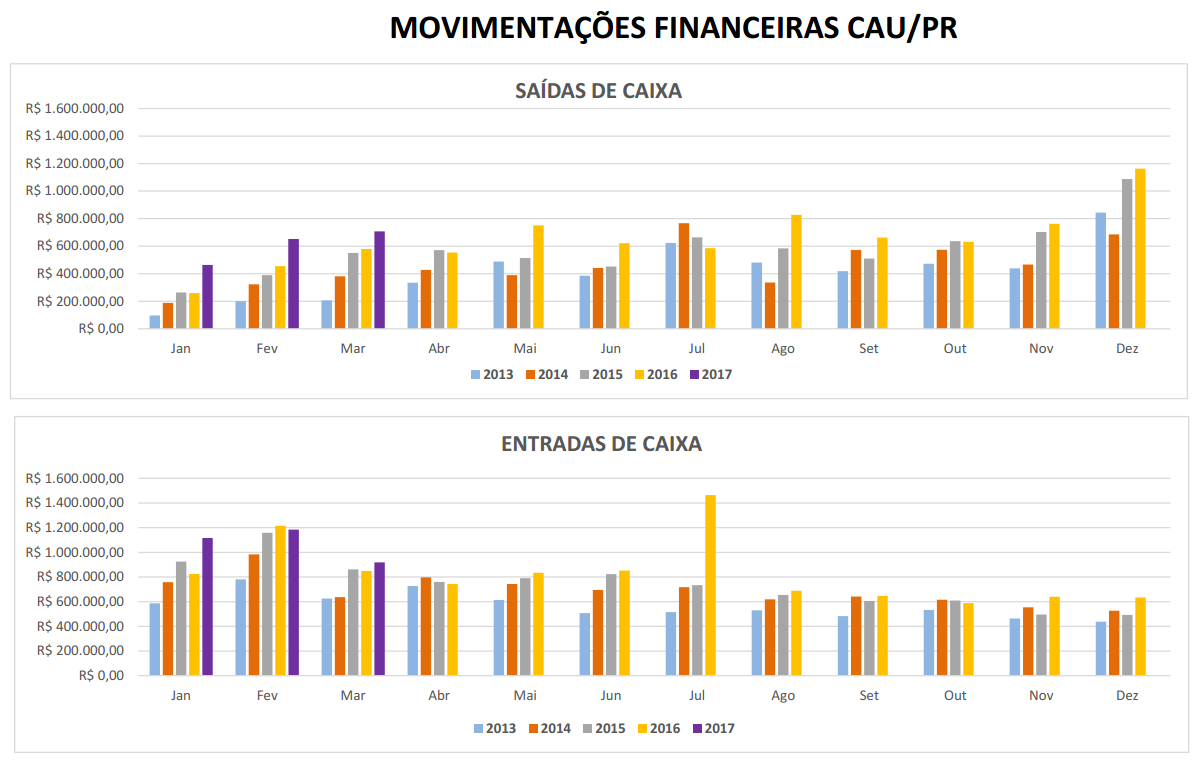 MOVIMENTAÇÕES FINANCEIRAS CAU/PR
SAÍDAS DE CAIXA
R$ 1.600.000,00
R$ 1.400.000,00
R$ 1.200.000,00
R$ 1.000.000,00
R$ 800.000,00
R$ 600.000,00
R$ 400.000,00
R$ 200.000,00
R$ 0,00
Jan Fev Mar Abr Mai Jun Jul Ago Set Out Nov Dez
2013 2014 2015 2016 2017
ENTRADAS DE CAIXA
R$ 1.600.000,00
R$ 1.400.000,00
R$ 1.200.000,00
R$ 1.000.000,00
R$ 800.000,00
R$ 600.000,00
R$ 400.000,00
R$ 200.000,00
R$ 0,00
Jan Fev Mar Abr Mai Jun Jul Ago Set Out Nov Dez
2013 2014 2015 2016 2017